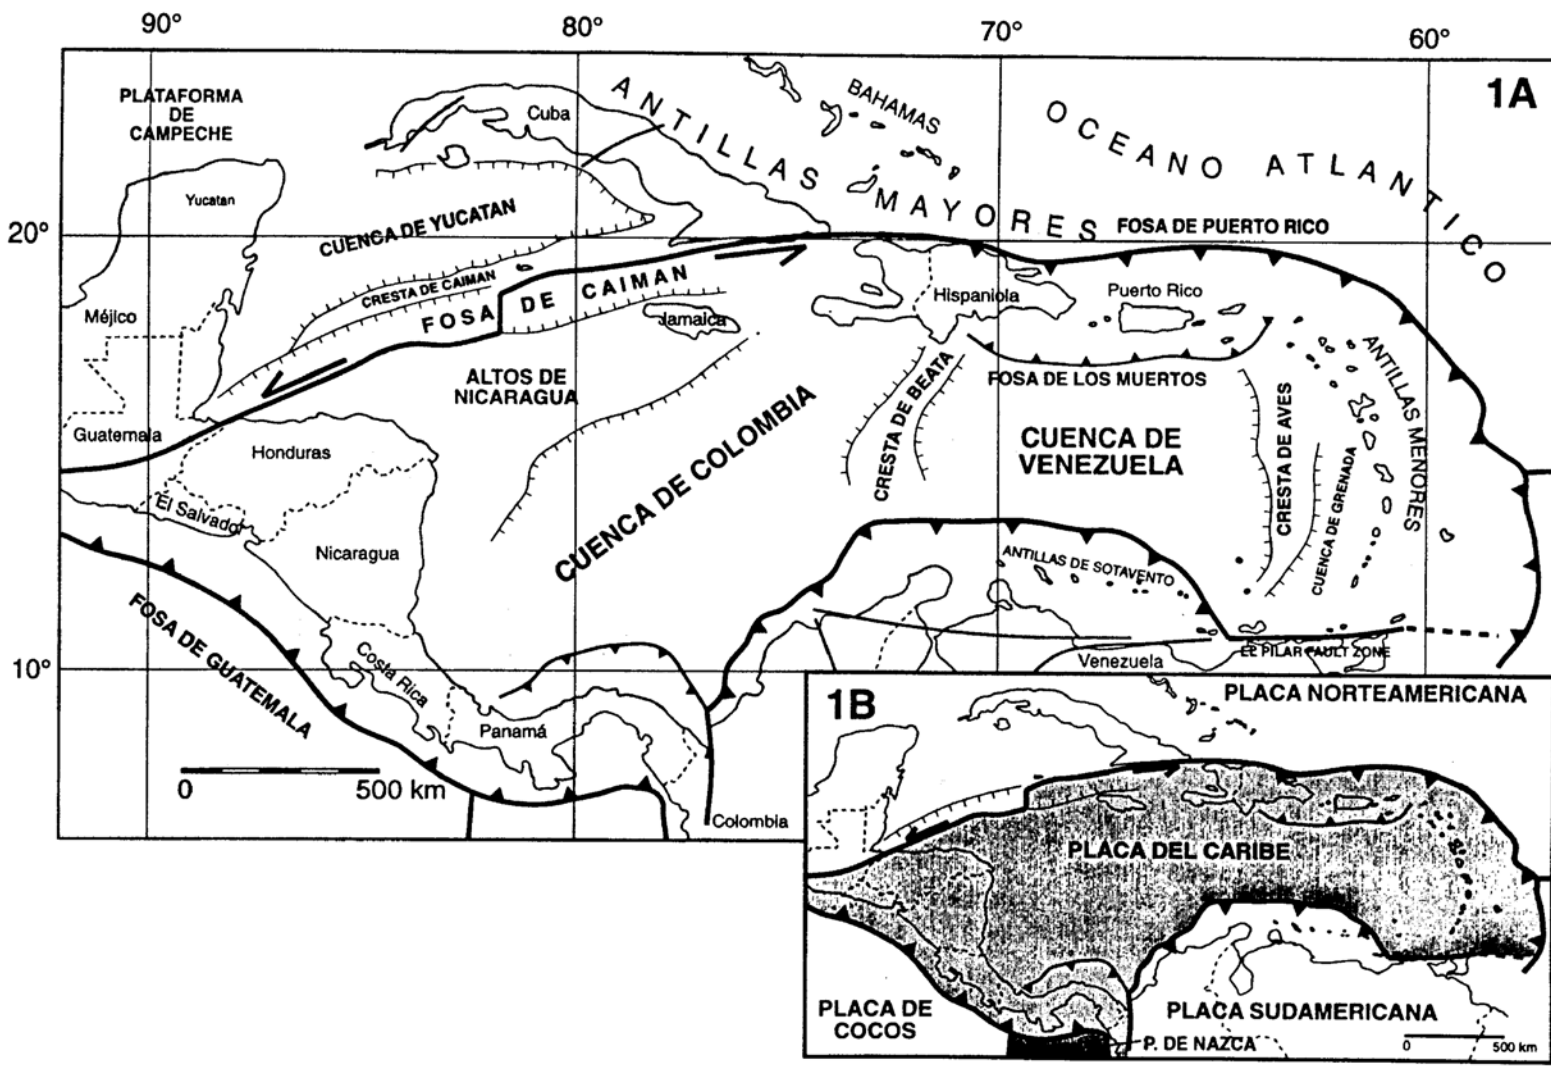 90°
80°
70°
60°
1A
PLATAFORMA
DE
CAMPECHE
Cuba
ANTILLAS MAYORES
BAHAMAS
OCEANO ATLANTICO
Yucatan
CUENCA DE YUCATAN
20°
FOSA DE PUERTO RICO
CRESTA DE CAIMAN
FOSA DE CAIMAN
Hispaniola
Puerto Rico
Jamaica
Méjico
ANTILLAS MENORES
ALTOS DE
NICARAGUA
FOSA DE LOS MUERTOS
CRESTA DE BEATA
CUENCA DE
VENEZUELA
CRESTA DE AVES
CUENCA DE GRENADA
Guatemala
Honduras
CUENCA DE COLOMBIA
El Salvador
Nicaragua
ANTILLAS DE SOTAVENTO
FOSA DE GUATEMALA
Costa Rica
10°
Venezuela
EL PILAR FAULT ZONE
Panamá
0
500 km
Colombia
1B
PLACA NORTEAMERICANA
PLACA DEL CARIBE
PLACA DE
COCOS
PLACA SUDAMERICANA
P. DE NAZCA
0
500 km